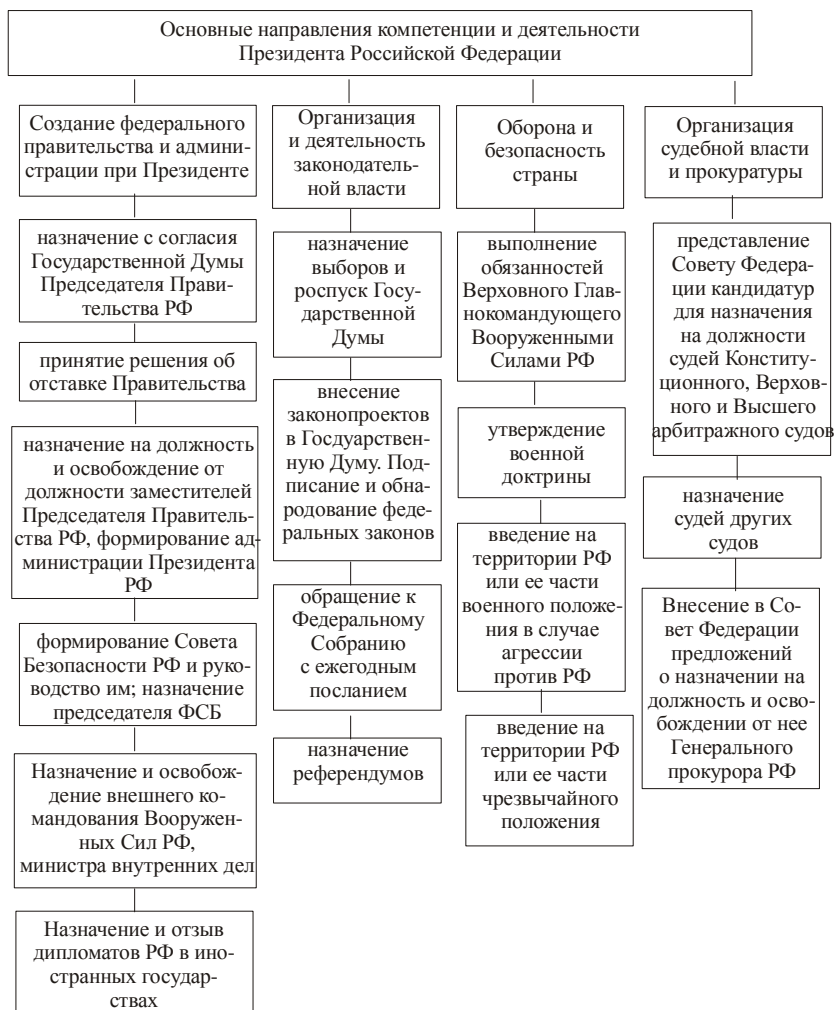 Основные направления компетенции и деятельности
Президента Российской Федерации
Создание федерального
правительства и админи-
страции при Президенте
назначение с согласия
Государственной Думы
Председателя Прави-
тельства РФ
принятие решения об
отставке Правительства
назначение на должность
и освобождение от
должности заместителей
Председателя Правитель-
ства РФ, формирование ад-
министрации Президента
РФ
формирование Совета
Безопасности РФ и руко-
водство им; назначение
председателя ФСБ
Назначение и освобож-
дение внешнего ко-
мандования Вооружен-
ных Сил РФ,
министра внутренних дел
Назначение и отзыв
дипломатов РФ в ино-
странных государ-
ствах
Организация
и деятельность
законодатель-
ной власти
назначение
выборов и
роспуск Госу-
дарственной
Думы
внесение
законопроектов
в Госдуарствен-
ную Думу. Под-
писание и обна-
родование феде-
ральных законов
обращение к
Федеральному
Собранию
с ежегодным
посланием
назначение
референдумов
Оборона и
безопасность
страны
выполнение
обязанностей
Верховного Глав-
нокомандующего
Вооруженными
Силами РФ
утверждение
военной
доктрины
введение на
территории РФ
или ее части
военного положе-
ния в случае
агрессии
против РФ
введение на
территории РФ
или ее части
чрезвычайного
положения
Организация
судебной власти
и прокуратуры
представление
Совету Федера-
ции кандидатур
для назначения
на должности
судей Конститу-
ционного, Верхов-
ного и Высшего
арбитражного судов
назначение
судей других
судов
Внесение в Со-
вет Федерации
предложений
о назначении на
должность и осво-
бождении от нее
Генерального
прокурора РФ